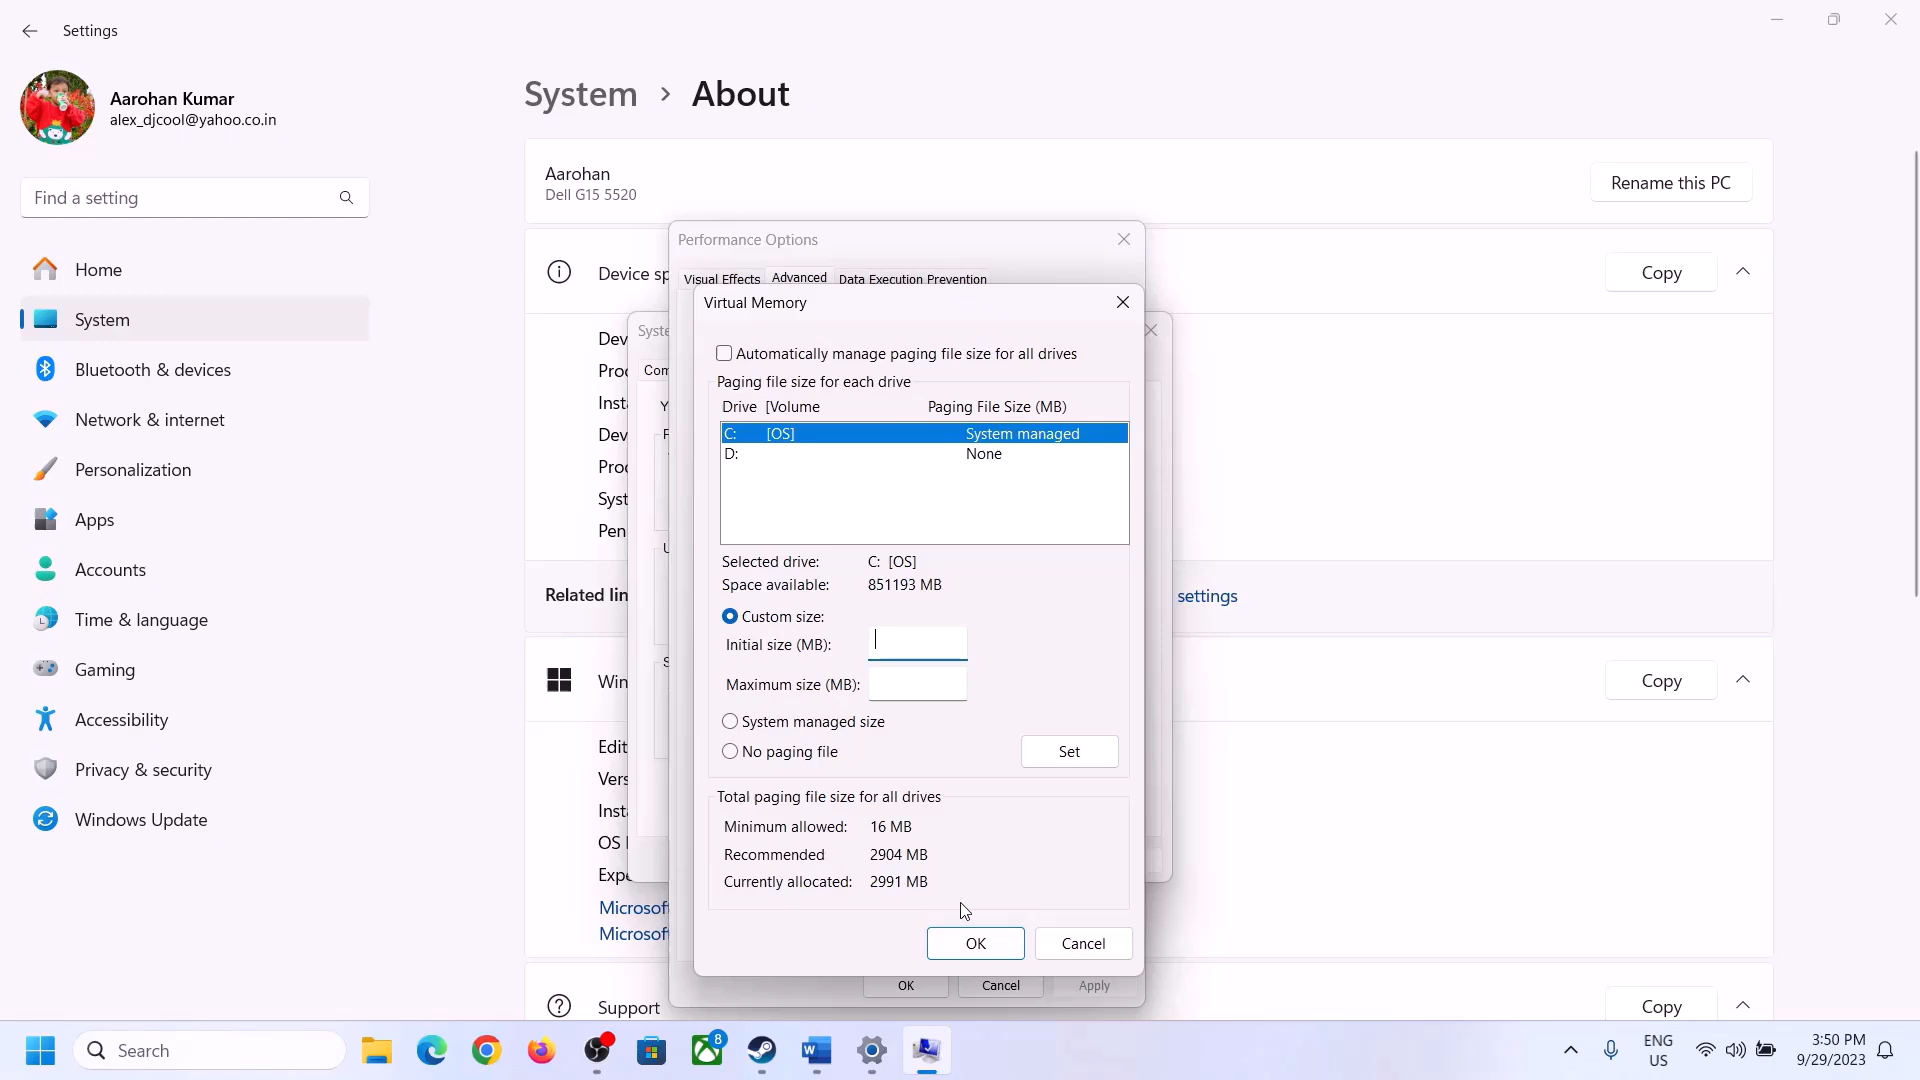 Settings
Aarohan Kumar
alex_djcool@yahoo.co.in
Find a setting
Home
System
Bluetooth & devices
Network & internet
Personalization
Apps
Accounts
Time & language
Gaming
Accessibility
Privacy & security
Windows Update
System > About
Aarohan
Dell G15 5520
Rename this PC
Device sp
Copy
Related lin
settings
Win
Copy
Edit
Vers
Inst
OS
Expe
Microsof
Microsof
Support
Copy
Performance Options
Visual Effects Advanced Data Execution Prevention
Virtual Memory
Automatically manage paging file size for all drives
Paging file size for each drive
Drive [Volume Paging File Size (MB)
C: [OS] System managed
D: None
Selected drive: C: [OS]
Space available: 851193 MB
Custom size:
Initial size (MB):
Maximum size (MB):
System managed size
No paging file
Set
Total paging file size for all drives
Minimum allowed: 16 MB
Recommended 2904 MB
Currently allocated: 2991 MB
OK Cancel
OK Cancel Apply
Search
8
ENG
US
3:50 PM
9/29/2023